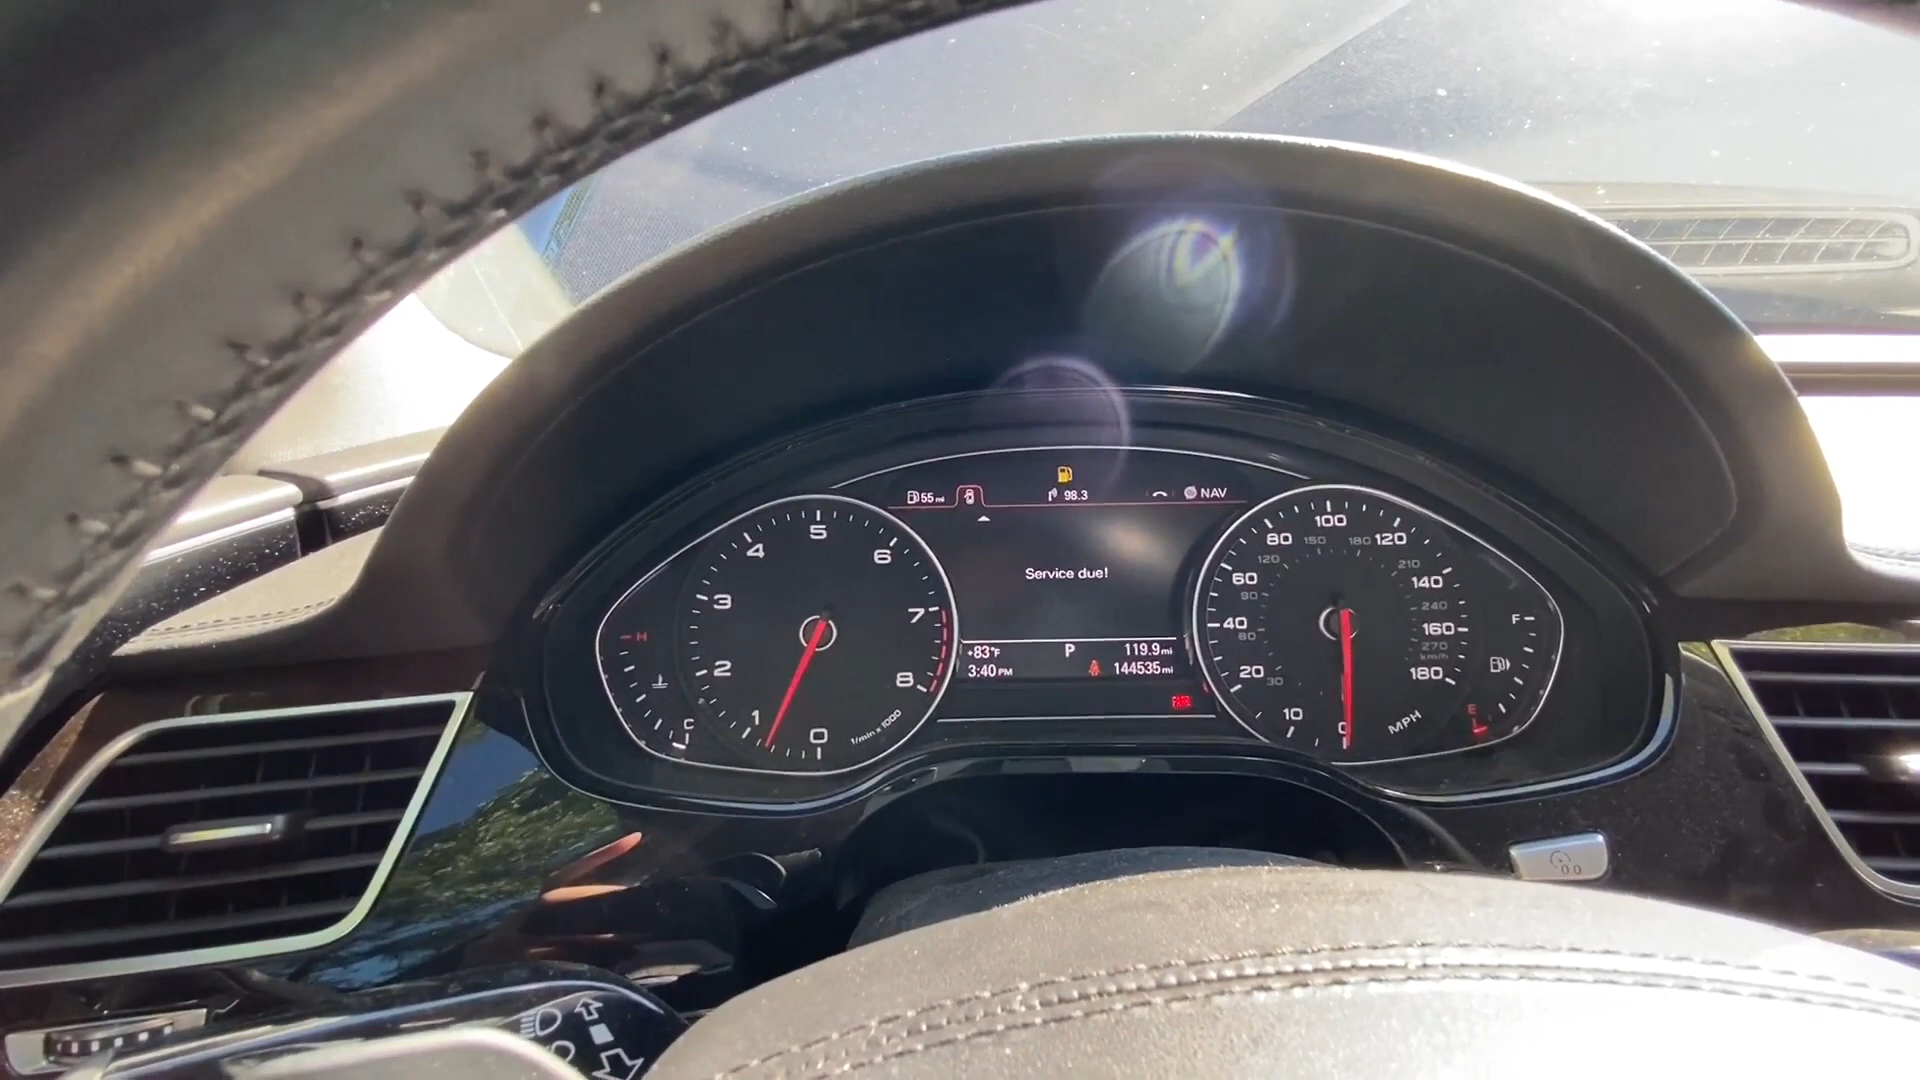 55 mi
98.3
NAV
Service due!
+83°F
P
119.9 mi
3:40 PM
144535 mi
H
C
0
1
2
3
4
5
6
7
8
1/min x 1000
0
10
20
40
60
80
100
120
140
160
180
MPH
30
60
90
120
150
180
210
240
270
km/h
F
E